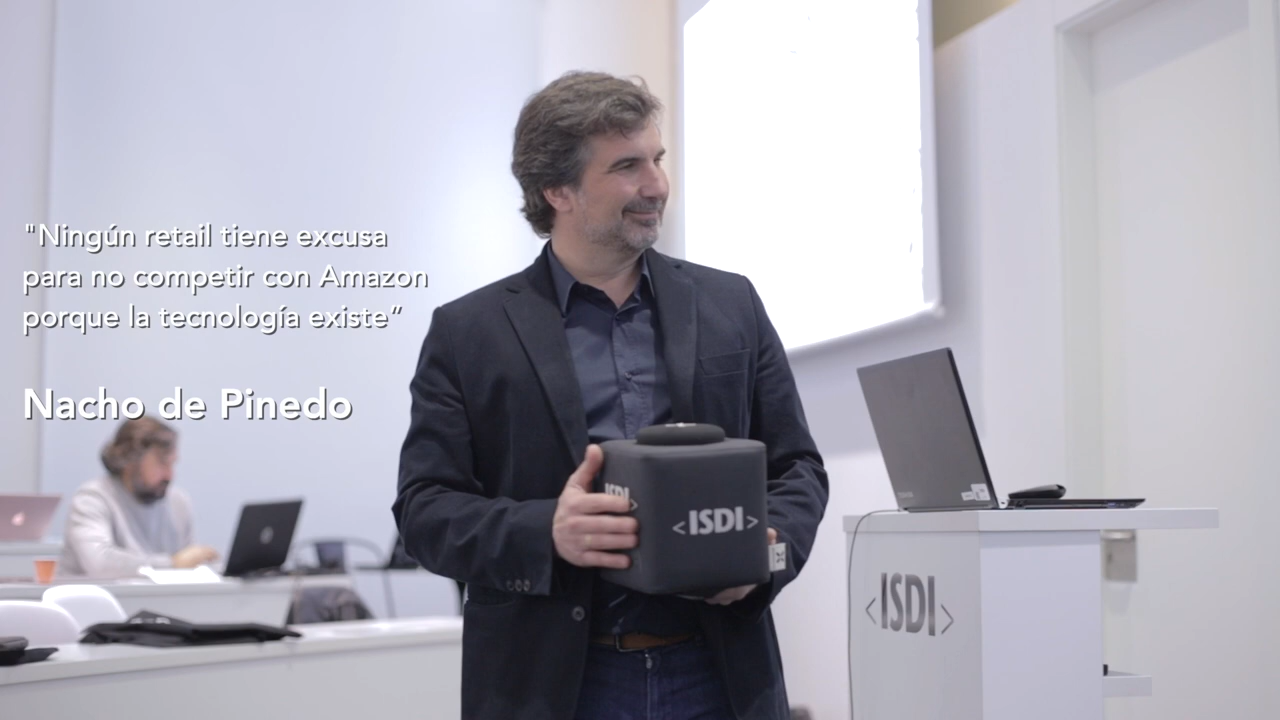 "Ningún retail tiene excusa
para no competir con Amazon
porque la tecnología existe”
Nacho de Pinedo
ISDI>
<ISDI>
<ISDI>